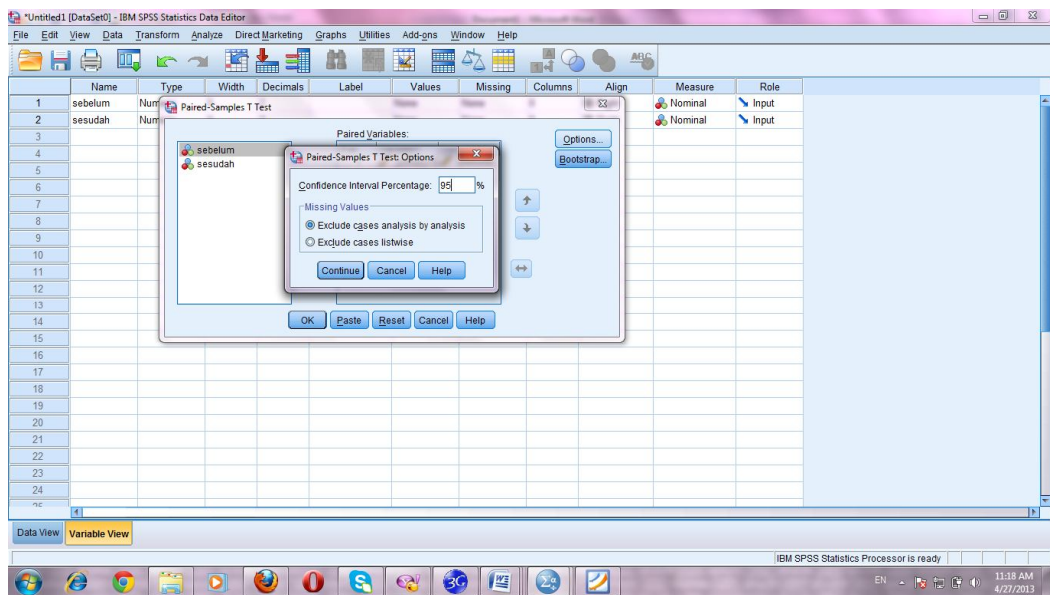 *Untitled1 [DataSet0] - IBM SPSS Statistics Data Editor
File Edit View Data Transform Analyze Direct Marketing Graphs Utilities Add-ons Window Help
Name Type Width Decimals Label Values Missing Columns Align Measure Role
1 sebelum Num Nominal Input
2 sesudah Num Nominal Input
3
4
5
6
7
8
9
10
11
12
13
14
15
16
17
18
19
20
21
22
23
24
25
Paired-Samples T Test
Paired Variables:
sebelum
sesudah
Options...
Bootstrap...
OK Paste Reset Cancel Help
Paired-Samples T Test: Options
Confidence Interval Percentage: 95 %
Missing Values
Exclude cases analysis by analysis
Exclude cases listwise
Continue Cancel Help
Data View Variable View
IBM SPSS Statistics Processor is ready
EN 11:18 AM
4/27/2013